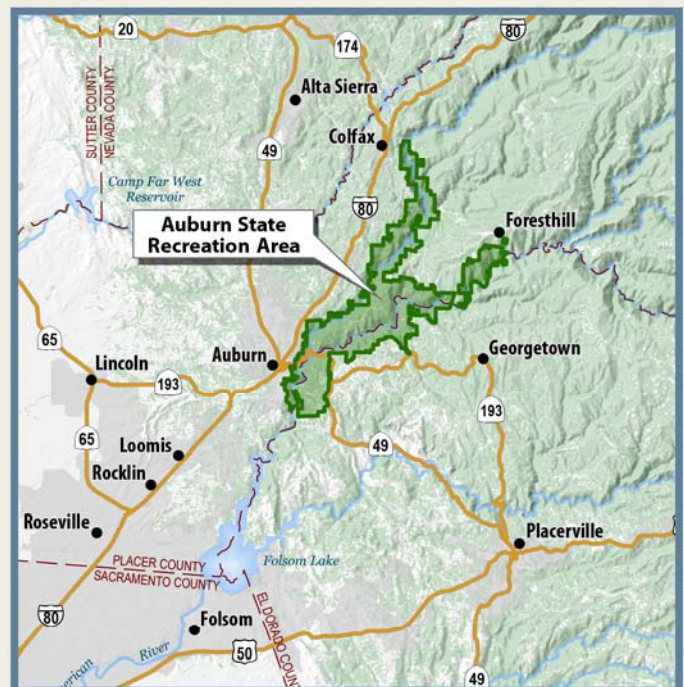 20
174
80
Alta Sierra
SUTTER COUNTY
NEVADA COUNTY
49
Colfax
Camp Far West
Reservoir
80
Foresthill
Auburn State
Recreation Area
65
Auburn
Georgetown
Lincoln
193
193
65
Loomis
49
Rocklin
Roseville
Placerville
PLACER COUNTY
SACRAMENTO COUNTY
Folsom Lake
80
EL DORADO COUN
Folsom
River
50
erican
49